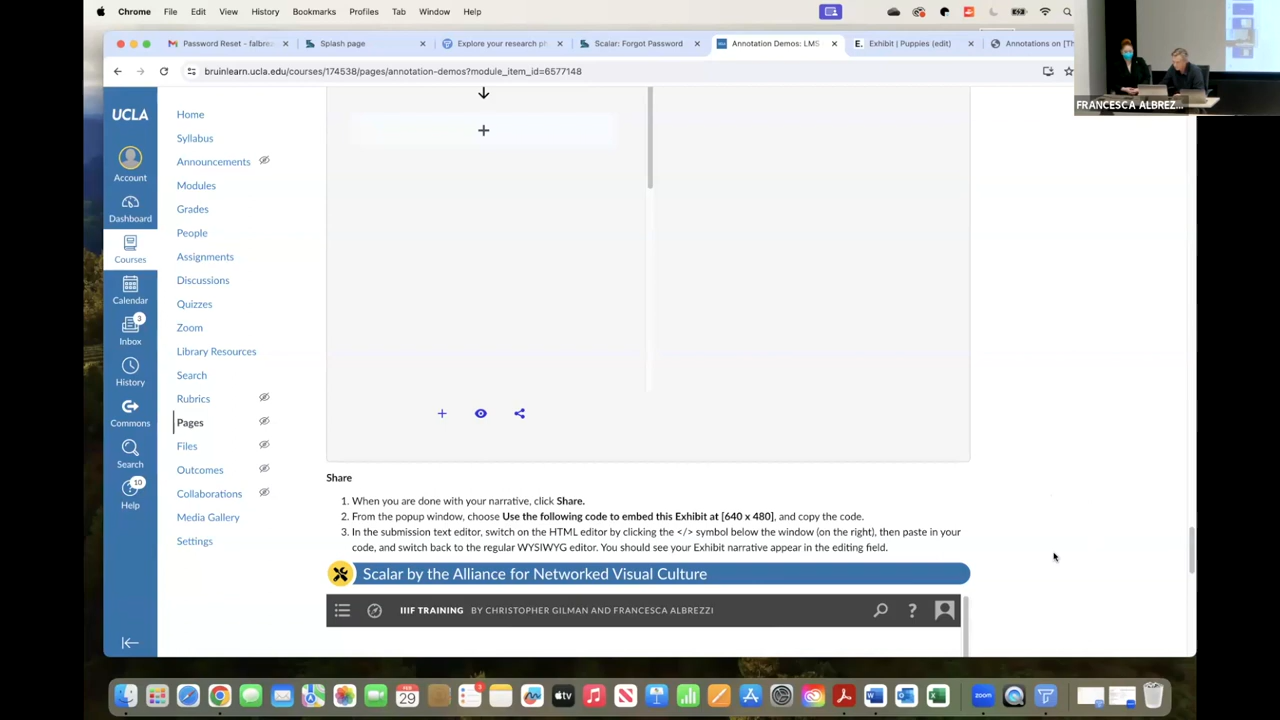 Chrome File Edit View History Bookmarks Profiles Tab Window Help
Password Reset - falbrez
Splash page
Explore your research ph
Scalar: Forgot Password
Annotation Demos: LMS
Exhibit | Puppies (edit)
Annotations on [Th
bruinlearn.ucla.edu/courses/174538/pages/annotation-demos?module_item_id=6577148
FRANCESCA ALBREZ...
UCLA
Account
Dashboard
Courses
Calendar
3
Inbox
History
Commons
Search
10
Help
Home
Syllabus
Announcements
Modules
Grades
People
Assignments
Discussions
Quizzes
Zoom
Library Resources
Search
Rubrics
Pages
Files
Outcomes
Collaborations
Media Gallery
Settings
Share
1. When you are done with your narrative, click Share.
2. From the popup window, choose Use the following code to embed this Exhibit at [640 x 480], and copy the code.
3. In the submission text editor, switch on the HTML editor by clicking the </> symbol below the window (on the right), then paste in your
code, and switch back to the regular WYSIWYG editor. You should see your Exhibit narrative appear in the editing field.
Scalar by the Alliance for Networked Visual Culture
IIIF TRAINING BY CHRISTOPHER GILMAN AND FRANCESCA ALBREZZI
FEB
29
tv
zoom